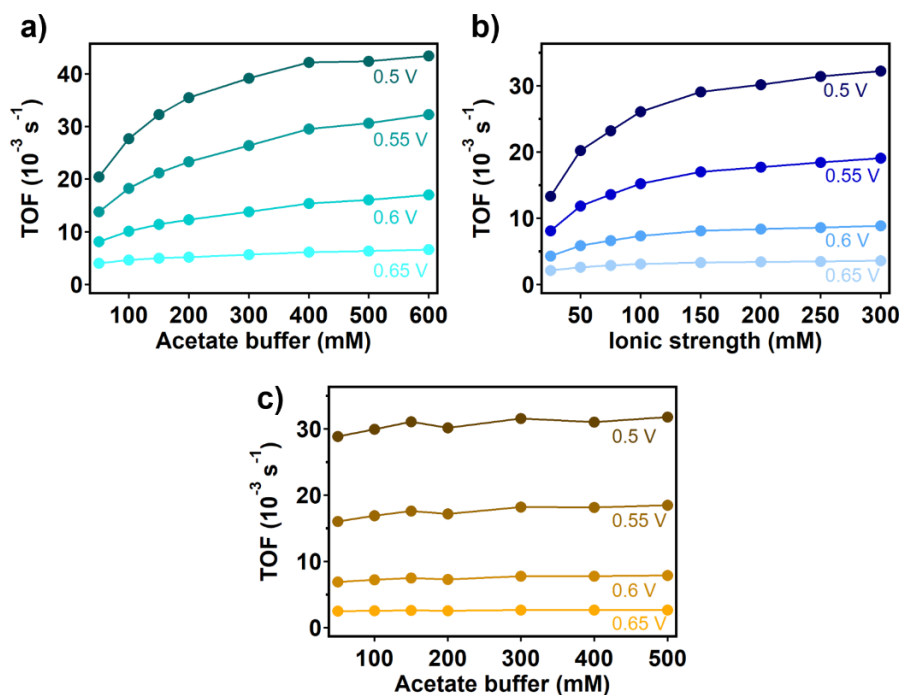 a)
TOF (10⁻³ s⁻¹)
40
30
20
10
0
0.5 V
0.55 V
0.6 V
0.65 V
100 200 300 400 500 600
Acetate buffer (mM)
b)
TOF (10⁻³ s⁻¹)
30
20
10
0
0.5 V
0.55 V
0.6 V
0.65 V
50 100 150 200 250 300
Ionic strength (mM)
c)
TOF (10⁻³ s⁻¹)
30
20
10
0
0.5 V
0.55 V
0.6 V
0.65 V
100 200 300 400 500
Acetate buffer (mM)